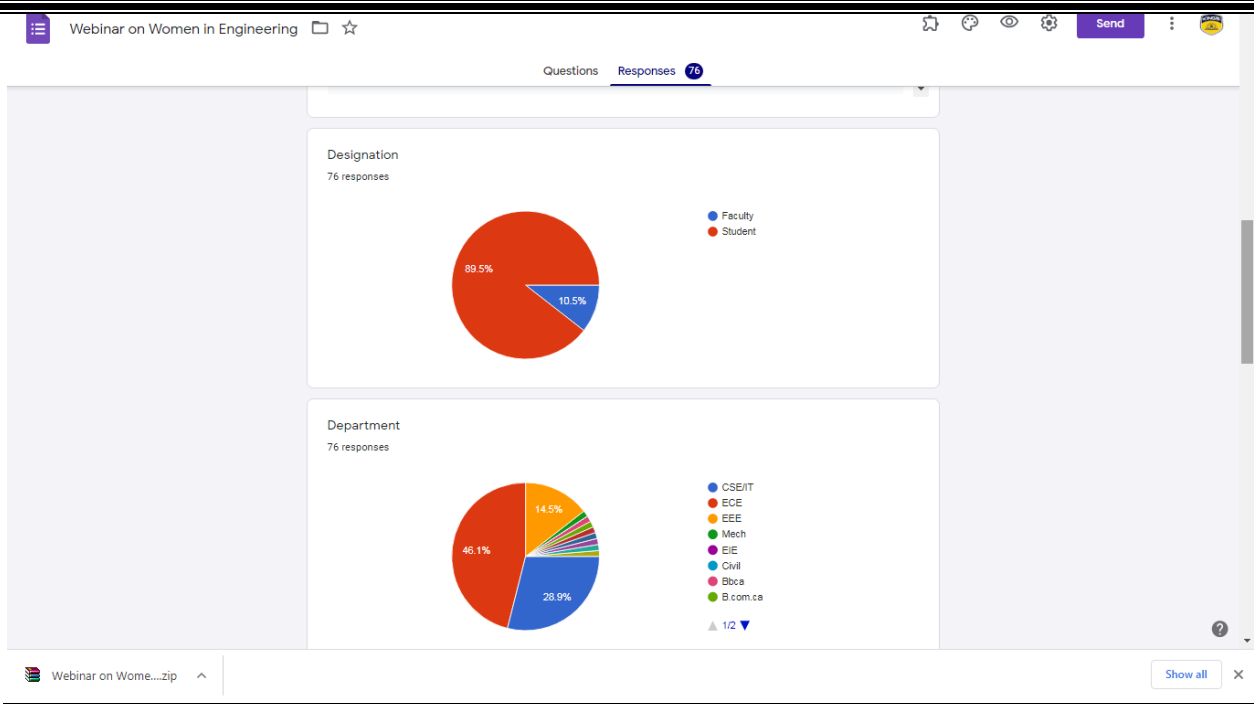 Webinar on Women in Engineering
Send
Questions Responses 76
Designation
76 responses
Faculty
Student
89.5%
10.5%
Department
76 responses
CSE/IT
ECE
EEE
Mech
EIE
Civil
Bbca
B.com.ca
1/2
14.5%
46.1%
28.9%
Webinar on Wome....zip
Show all